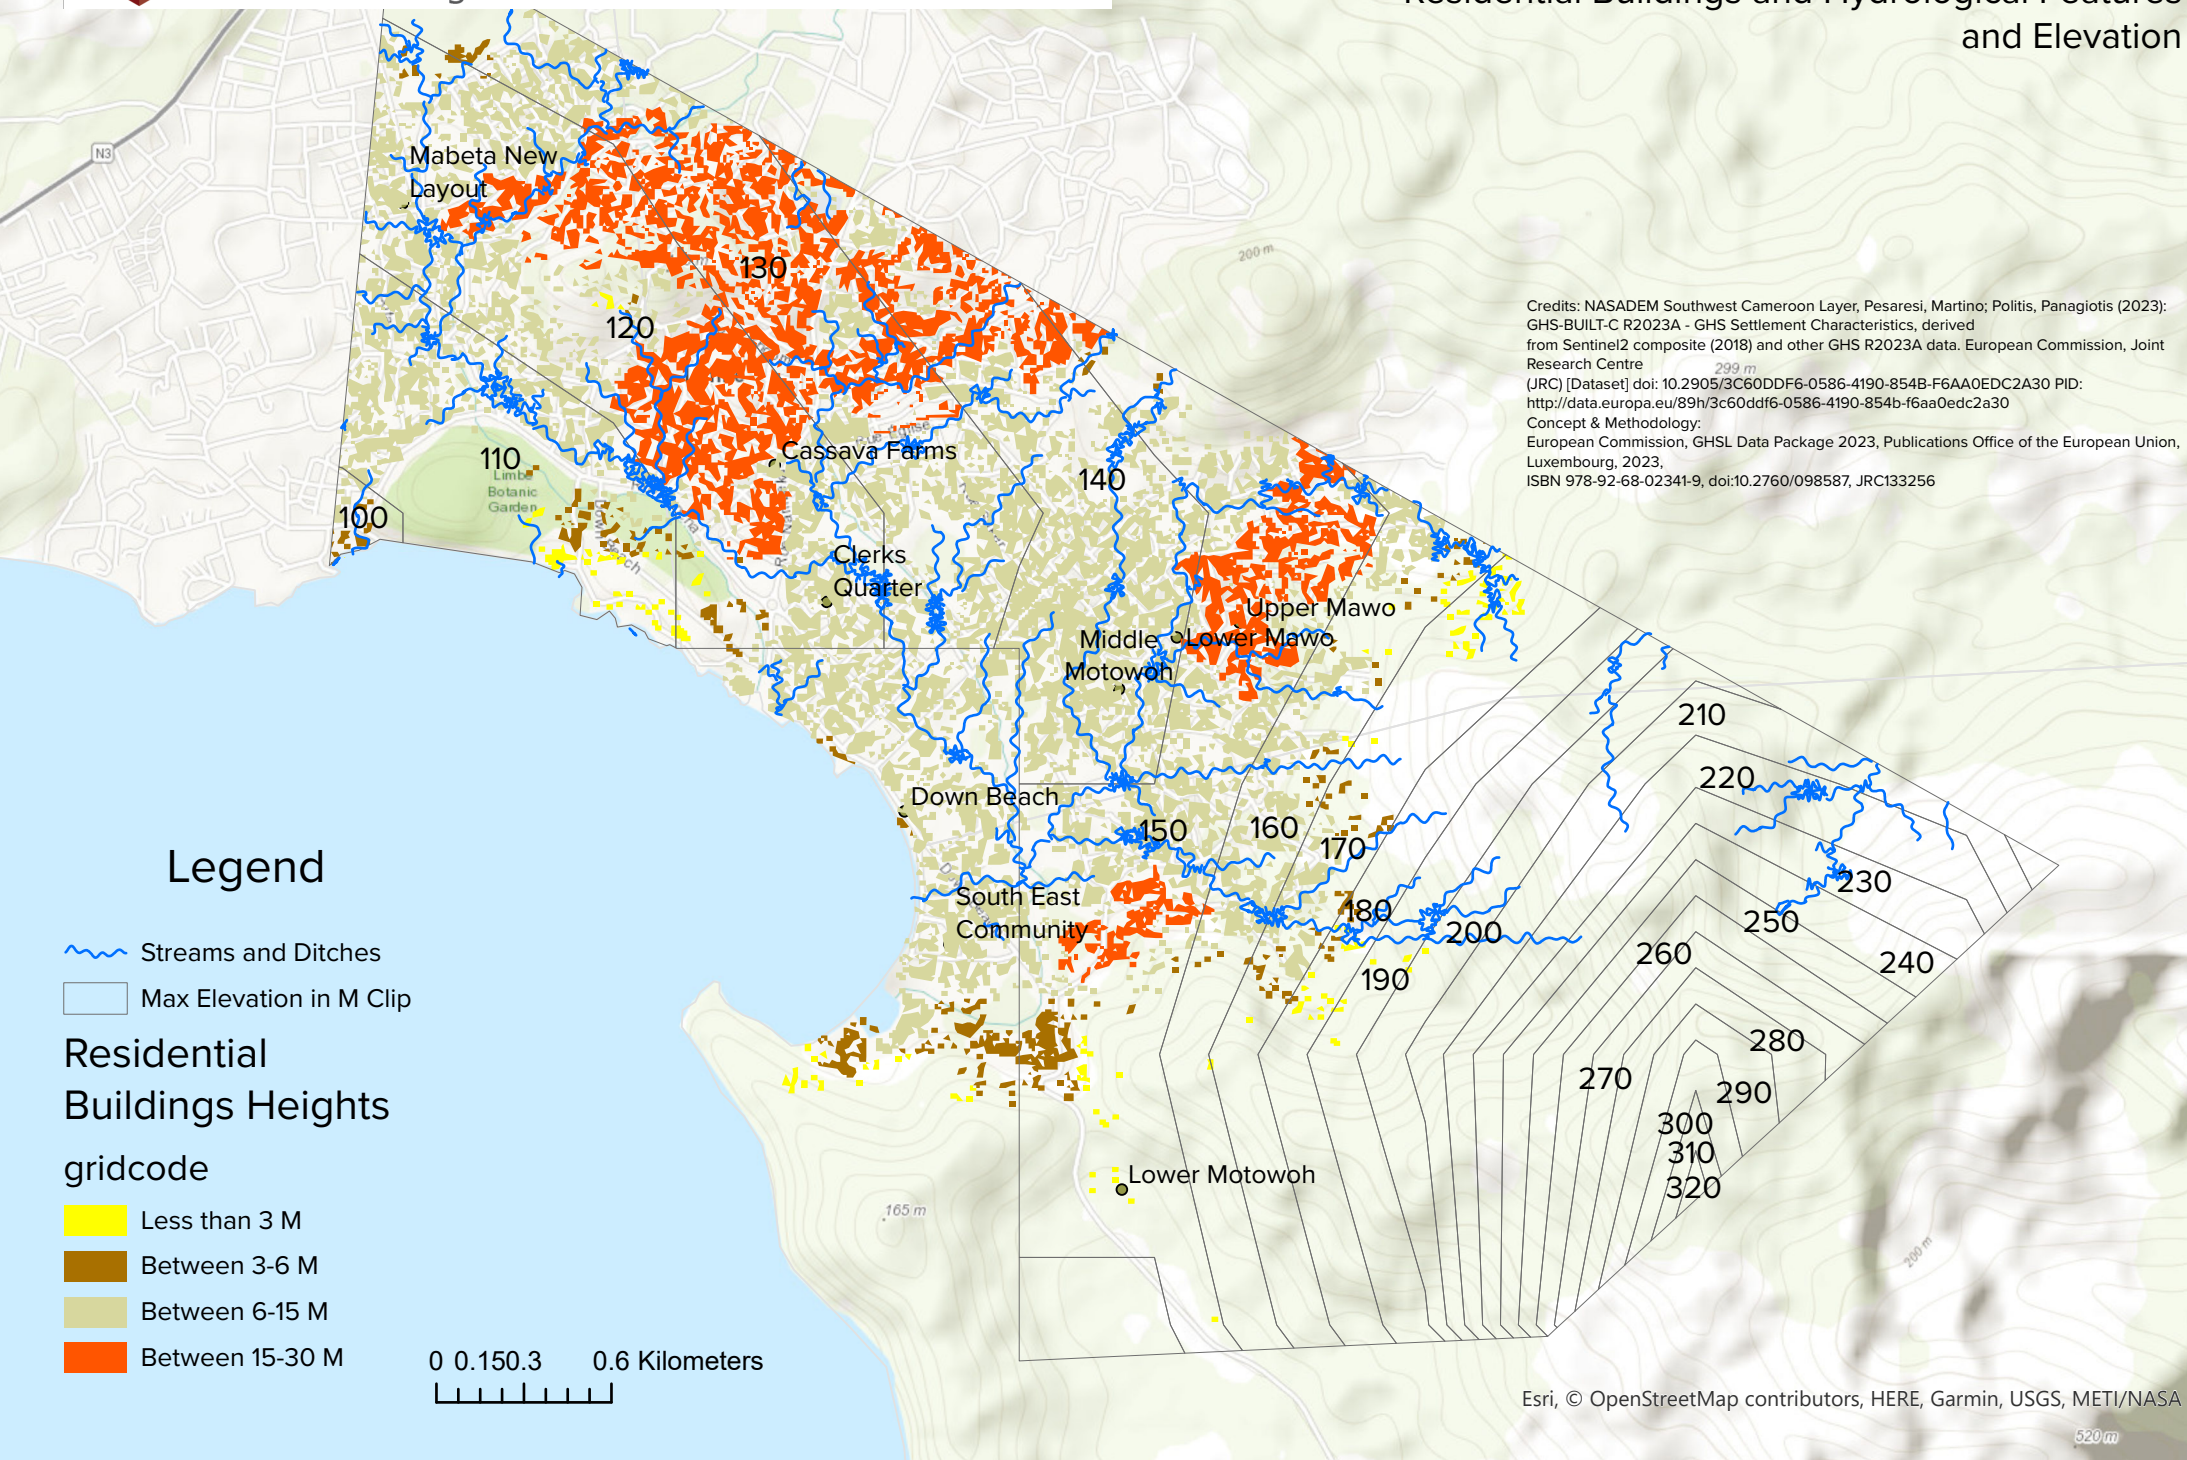 Residential Buildings and Hydrological Features
and Elevation
N3
Mabeta New
Layout
200 m
130
120
Credits: NASADEM Southwest Cameroon Layer, Pesaresi, Martino; Politis, Panagiotis (2023):
GHS-BUILT-C R2023A - GHS Settlement Characteristics, derived
from Sentinel2 composite (2018) and other GHS R2023A data. European Commission, Joint
Research Centre
(JRC) [Dataset] doi: 10.2905/3C60DDF6-0586-4190-854B-F6AA0EDC2A30 PID:
http://data.europa.eu/89h/3c60ddf6-0586-4190-854b-f6aa0edc2a30
Concept & Methodology:
European Commission, GHSL Data Package 2023, Publications Office of the European Union,
Luxembourg, 2023,
ISBN 978-92-68-02341-9, doi:10.2760/098587, JRC133256
299 m
Cassava Farms
110
Limbe
Botanic
Garden
140
100
Clerks
Quarter
Upper Mawo
Middle
Motowoh
Lower Mawo
210
220
Down Beach
150
160
170
230
South East
Community
180
200
250
260
240
190
280
270
290
300
310
320
Lower Motowoh
165 m
200 m
Legend
Streams and Ditches
Max Elevation in M Clip
Residential
Buildings Heights
gridcode
Less than 3 M
Between 3-6 M
Between 6-15 M
Between 15-30 M
0 0.150.3 0.6 Kilometers
Esri, © OpenStreetMap contributors, HERE, Garmin, USGS, METI/NASA
520 m